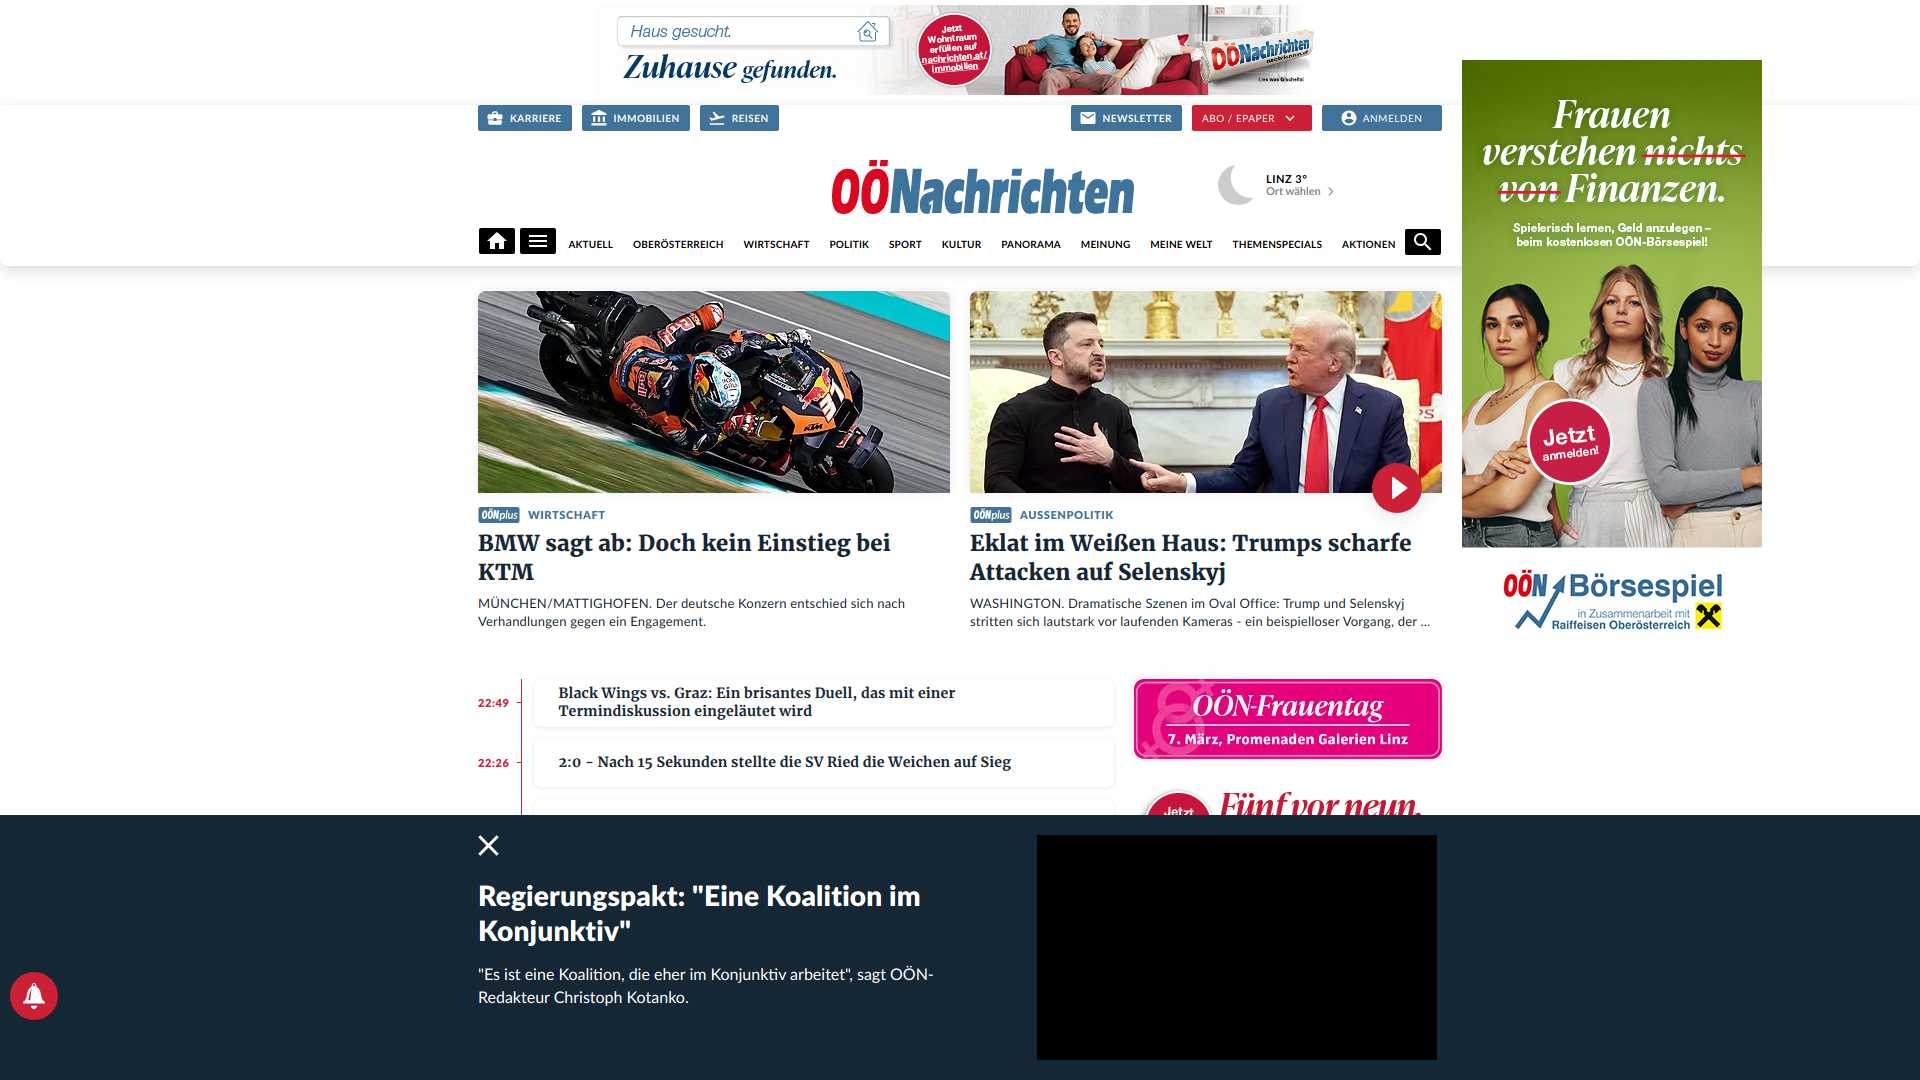 Haus gesucht.
Zuhause gefunden.
Jetzt
Wohntraum
erfüllen auf
nachrichten.at/
immobilien
OÖNachrichten
Lies was Gscheits!
KARRIERE
IMMOBILIEN
REISEN
NEWSLETTER
ABO / EPAPER
ANMELDEN
OÖNachrichten
LINZ 3°
Ort wählen
AKTUELL
OBERÖSTERREICH
WIRTSCHAFT
POLITIK
SPORT
KULTUR
PANORAMA
MEINUNG
MEINE WELT
THEMENSPECIALS
AKTIONEN
Frauen
verstehen nichts
von Finanzen.
Spielerisch lernen, Geld anzulegen –
beim kostenlosen OÖN-Börsespiel!
Jetzt
anmelden!
OÖN Börsespiel
in Zusammenarbeit mit
Raiffeisen Oberösterreich
OÖNplus WIRTSCHAFT
BMW sagt ab: Doch kein Einstieg bei
KTM
MÜNCHEN/MATTIGHOFEN. Der deutsche Konzern entschied sich nach
Verhandlungen gegen ein Engagement.
OÖNplus AUSSENPOLITIK
Eklat im Weißen Haus: Trumps scharfe
Attacken auf Selenskyj
WASHINGTON. Dramatische Szenen im Oval Office: Trump und Selenskyj
stritten sich lautstark vor laufenden Kameras - ein beispielloser Vorgang, der ...
22:49
Black Wings vs. Graz: Ein brisantes Duell, das mit einer
Termindiskussion eingeläutet wird
22:26
2:0 - Nach 15 Sekunden stellte die SV Ried die Weichen auf Sieg
OÖN-Frauentag
7. März, Promenaden Galerien Linz
Jetzt
Fünf vor neun.
Regierungspakt: "Eine Koalition im
Konjunktiv"
"Es ist eine Koalition, die eher im Konjunktiv arbeitet", sagt OÖN-
Redakteur Christoph Kotanko.